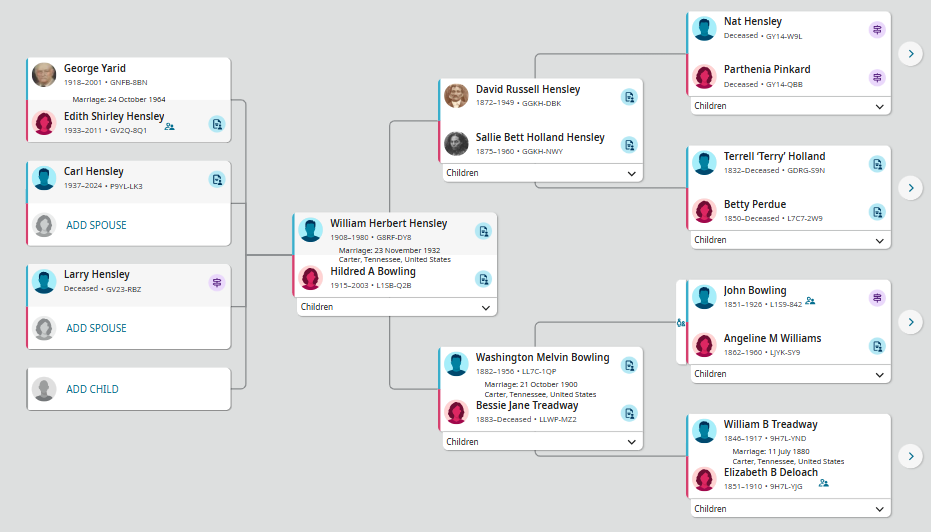 George Yarid
1918–2001 • GNFB-8BN
Marriage: 24 October 1964
Edith Shirley Hensley
1933–2011 • GV2Q-8Q1
Carl Hensley
1937–2024 • P9YL-LK3
ADD SPOUSE
Larry Hensley
Deceased • GV23-RBZ
ADD SPOUSE
ADD CHILD
William Herbert Hensley
1908–1980 • G8RF-DY8
Marriage: 23 November 1932
Carter, Tennessee, United States
Hildred A Bowling
1915–2003 • L1SB-Q2B
Children
David Russell Hensley
1872–1949 • GGKH-DBK
Sallie Bett Holland Hensley
1875–1960 • GGKH-NWY
Children
Washington Melvin Bowling
1882–1956 • LL7C-1QP
Marriage: 21 October 1900
Carter, Tennessee, United States
Bessie Jane Treadway
1883–Deceased • LLWP-MZ2
Children
Nat Hensley
Deceased • GY14-W9L
Parthenia Pinkard
Deceased • GY14-QBB
Children
Terrell ‘Terry’ Holland
1832–Deceased • GDRG-S9N
Betty Perdue
1850–Deceased • L7C7-2W9
Children
John Bowling
1851–1926 • L1S9-842
Angeline M Williams
1862–1960 • LJYK-SY9
Children
William B Treadway
1846–1917 • 9H7L-YND
Marriage: 11 July 1880
Carter, Tennessee, United States
Elizabeth B Deloach
1851–1910 • 9H7L-YJG
Children